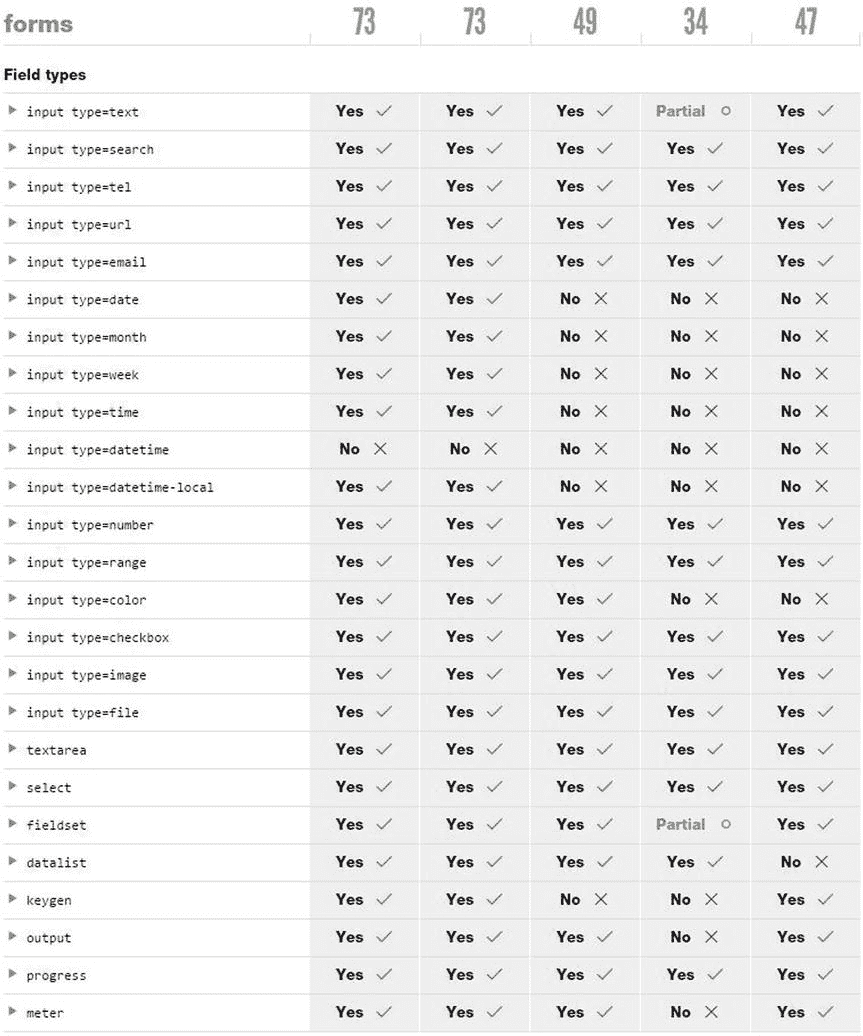 forms 73 73 49 34 47
Field types
input type=text Yes Yes Yes Partial Yes
input type=search Yes Yes Yes Yes Yes
input type=tel Yes Yes Yes Yes Yes
input type=url Yes Yes Yes Yes Yes
input type=email Yes Yes Yes Yes Yes
input type=date Yes Yes No No No
input type=month Yes Yes No No No
input type=week Yes Yes No No No
input type=time Yes Yes No No No
input type=datetime No No No No No
input type=datetime-local Yes Yes No No No
input type=number Yes Yes Yes Yes Yes
input type=range Yes Yes Yes Yes Yes
input type=color Yes Yes Yes No No
input type=checkbox Yes Yes Yes Yes Yes
input type=image Yes Yes Yes Yes Yes
input type=file Yes Yes Yes Yes Yes
textarea Yes Yes Yes Yes Yes
select Yes Yes Yes Yes Yes
fieldset Yes Yes Yes Partial Yes
datalist Yes Yes Yes Yes No
keygen Yes Yes No No Yes
output Yes Yes Yes No Yes
progress Yes Yes Yes Yes Yes
meter Yes Yes Yes No Yes